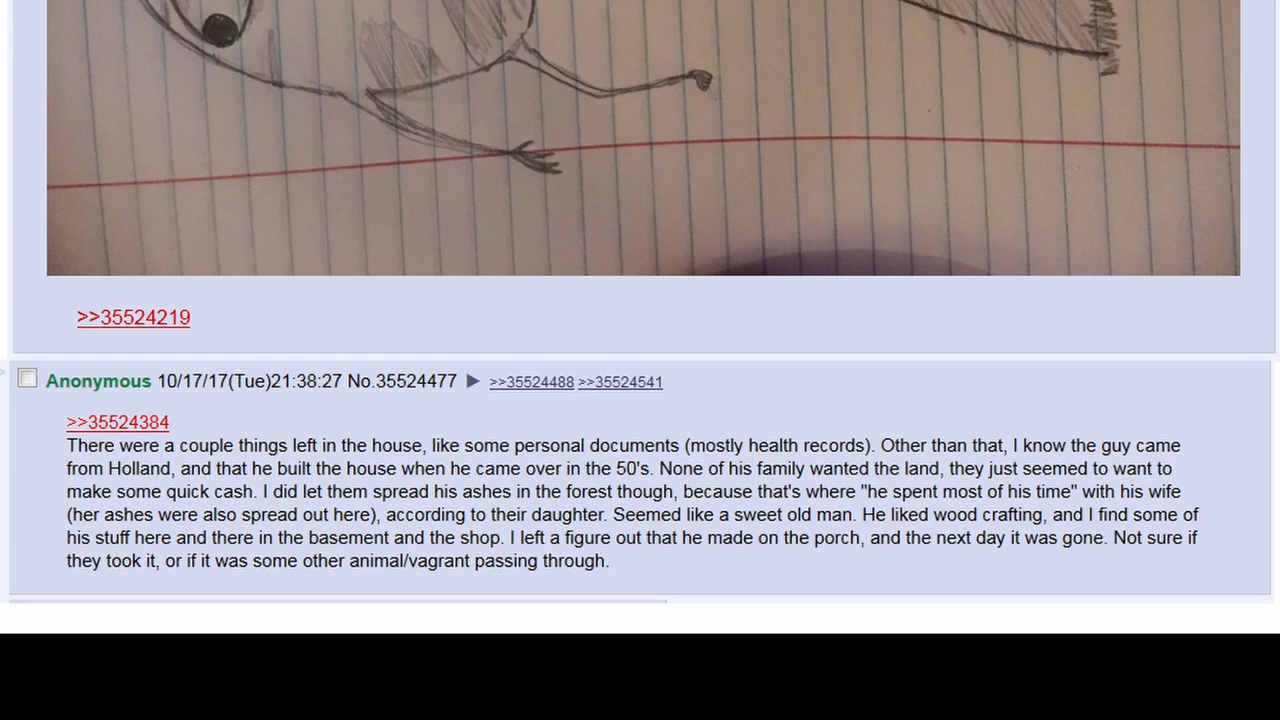 >>35524219
Anonymous 10/17/17(Tue)21:38:27 No.35524477 ▶ >>35524488 >>35524541
>>35524384
There were a couple things left in the house, like some personal documents (mostly health records). Other than that, I know the guy came
from Holland, and that he built the house when he came over in the 50's. None of his family wanted the land, they just seemed to want to
make some quick cash. I did let them spread his ashes in the forest though, because that's where "he spent most of his time" with his wife
(her ashes were also spread out here), according to their daughter. Seemed like a sweet old man. He liked wood crafting, and I find some of
his stuff here and there in the basement and the shop. I left a figure out that he made on the porch, and the next day it was gone. Not sure if
they took it, or if it was some other animal/vagrant passing through.